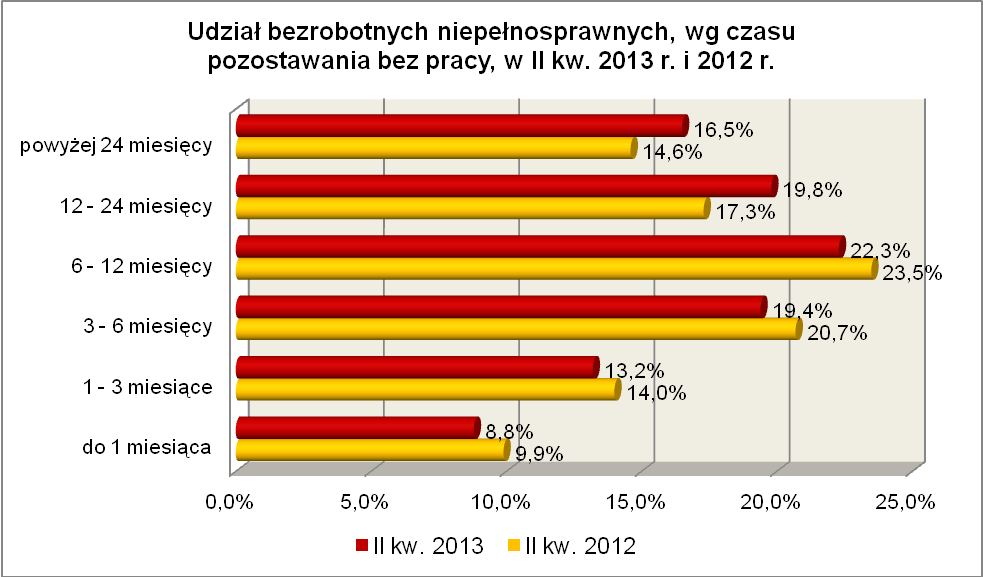 Udział bezrobotnych niepełnosprawnych, wg czasu
pozostawania bez pracy, w II kw. 2013 r. i 2012 r.
powyżej 24 miesięcy
16,5%
14,6%
12 - 24 miesięcy
19,8%
17,3%
6 - 12 miesięcy
22,3%
23,5%
3 - 6 miesięcy
19,4%
20,7%
1 - 3 miesiące
13,2%
14,0%
do 1 miesiąca
8,8%
9,9%
0,0% 5,0% 10,0% 15,0% 20,0% 25,0%
II kw. 2013 II kw. 2012